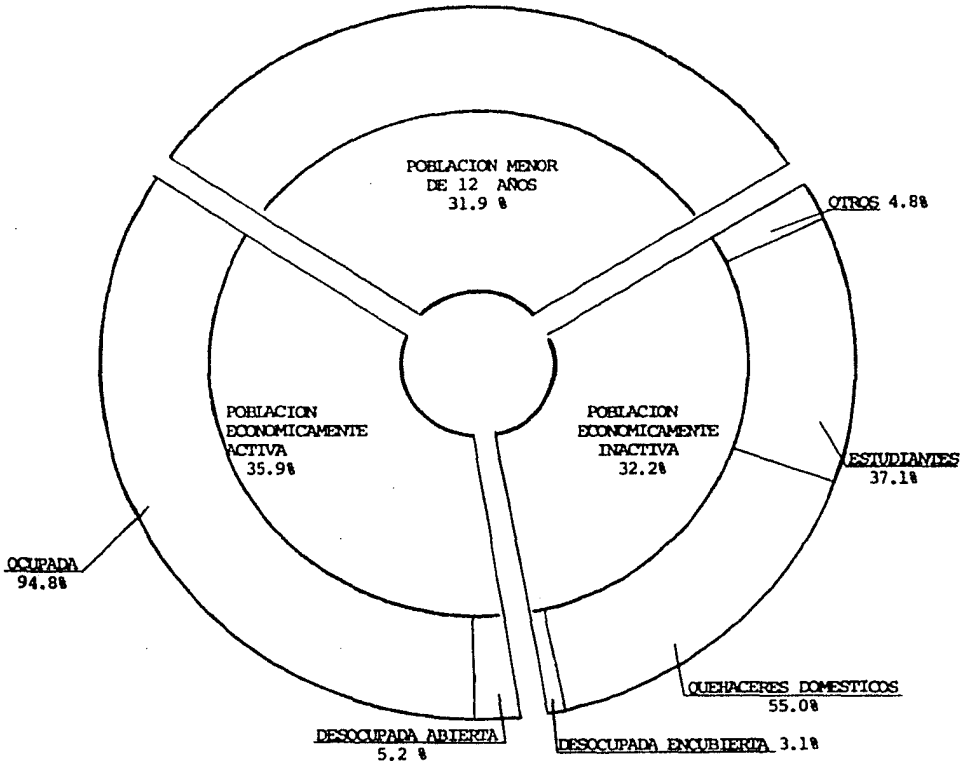 POBLACION MENOR
DE 12 AÑOS
31.9 %
OTROS 4.8%
POBLACION
ECONOMICAMENTE
ACTIVA
35.9%
POBLACION
ECONOMICAMENTE
INACTIVA
32.2%
ESTUDIANTES
37.1%
OCUPADA
94.8%
QUEHACERES DOMESTICOS
55.0%
DESOCUPADA ABIERTA
5.2 %
DESOCUPADA ENCUBIERTA 3.1%